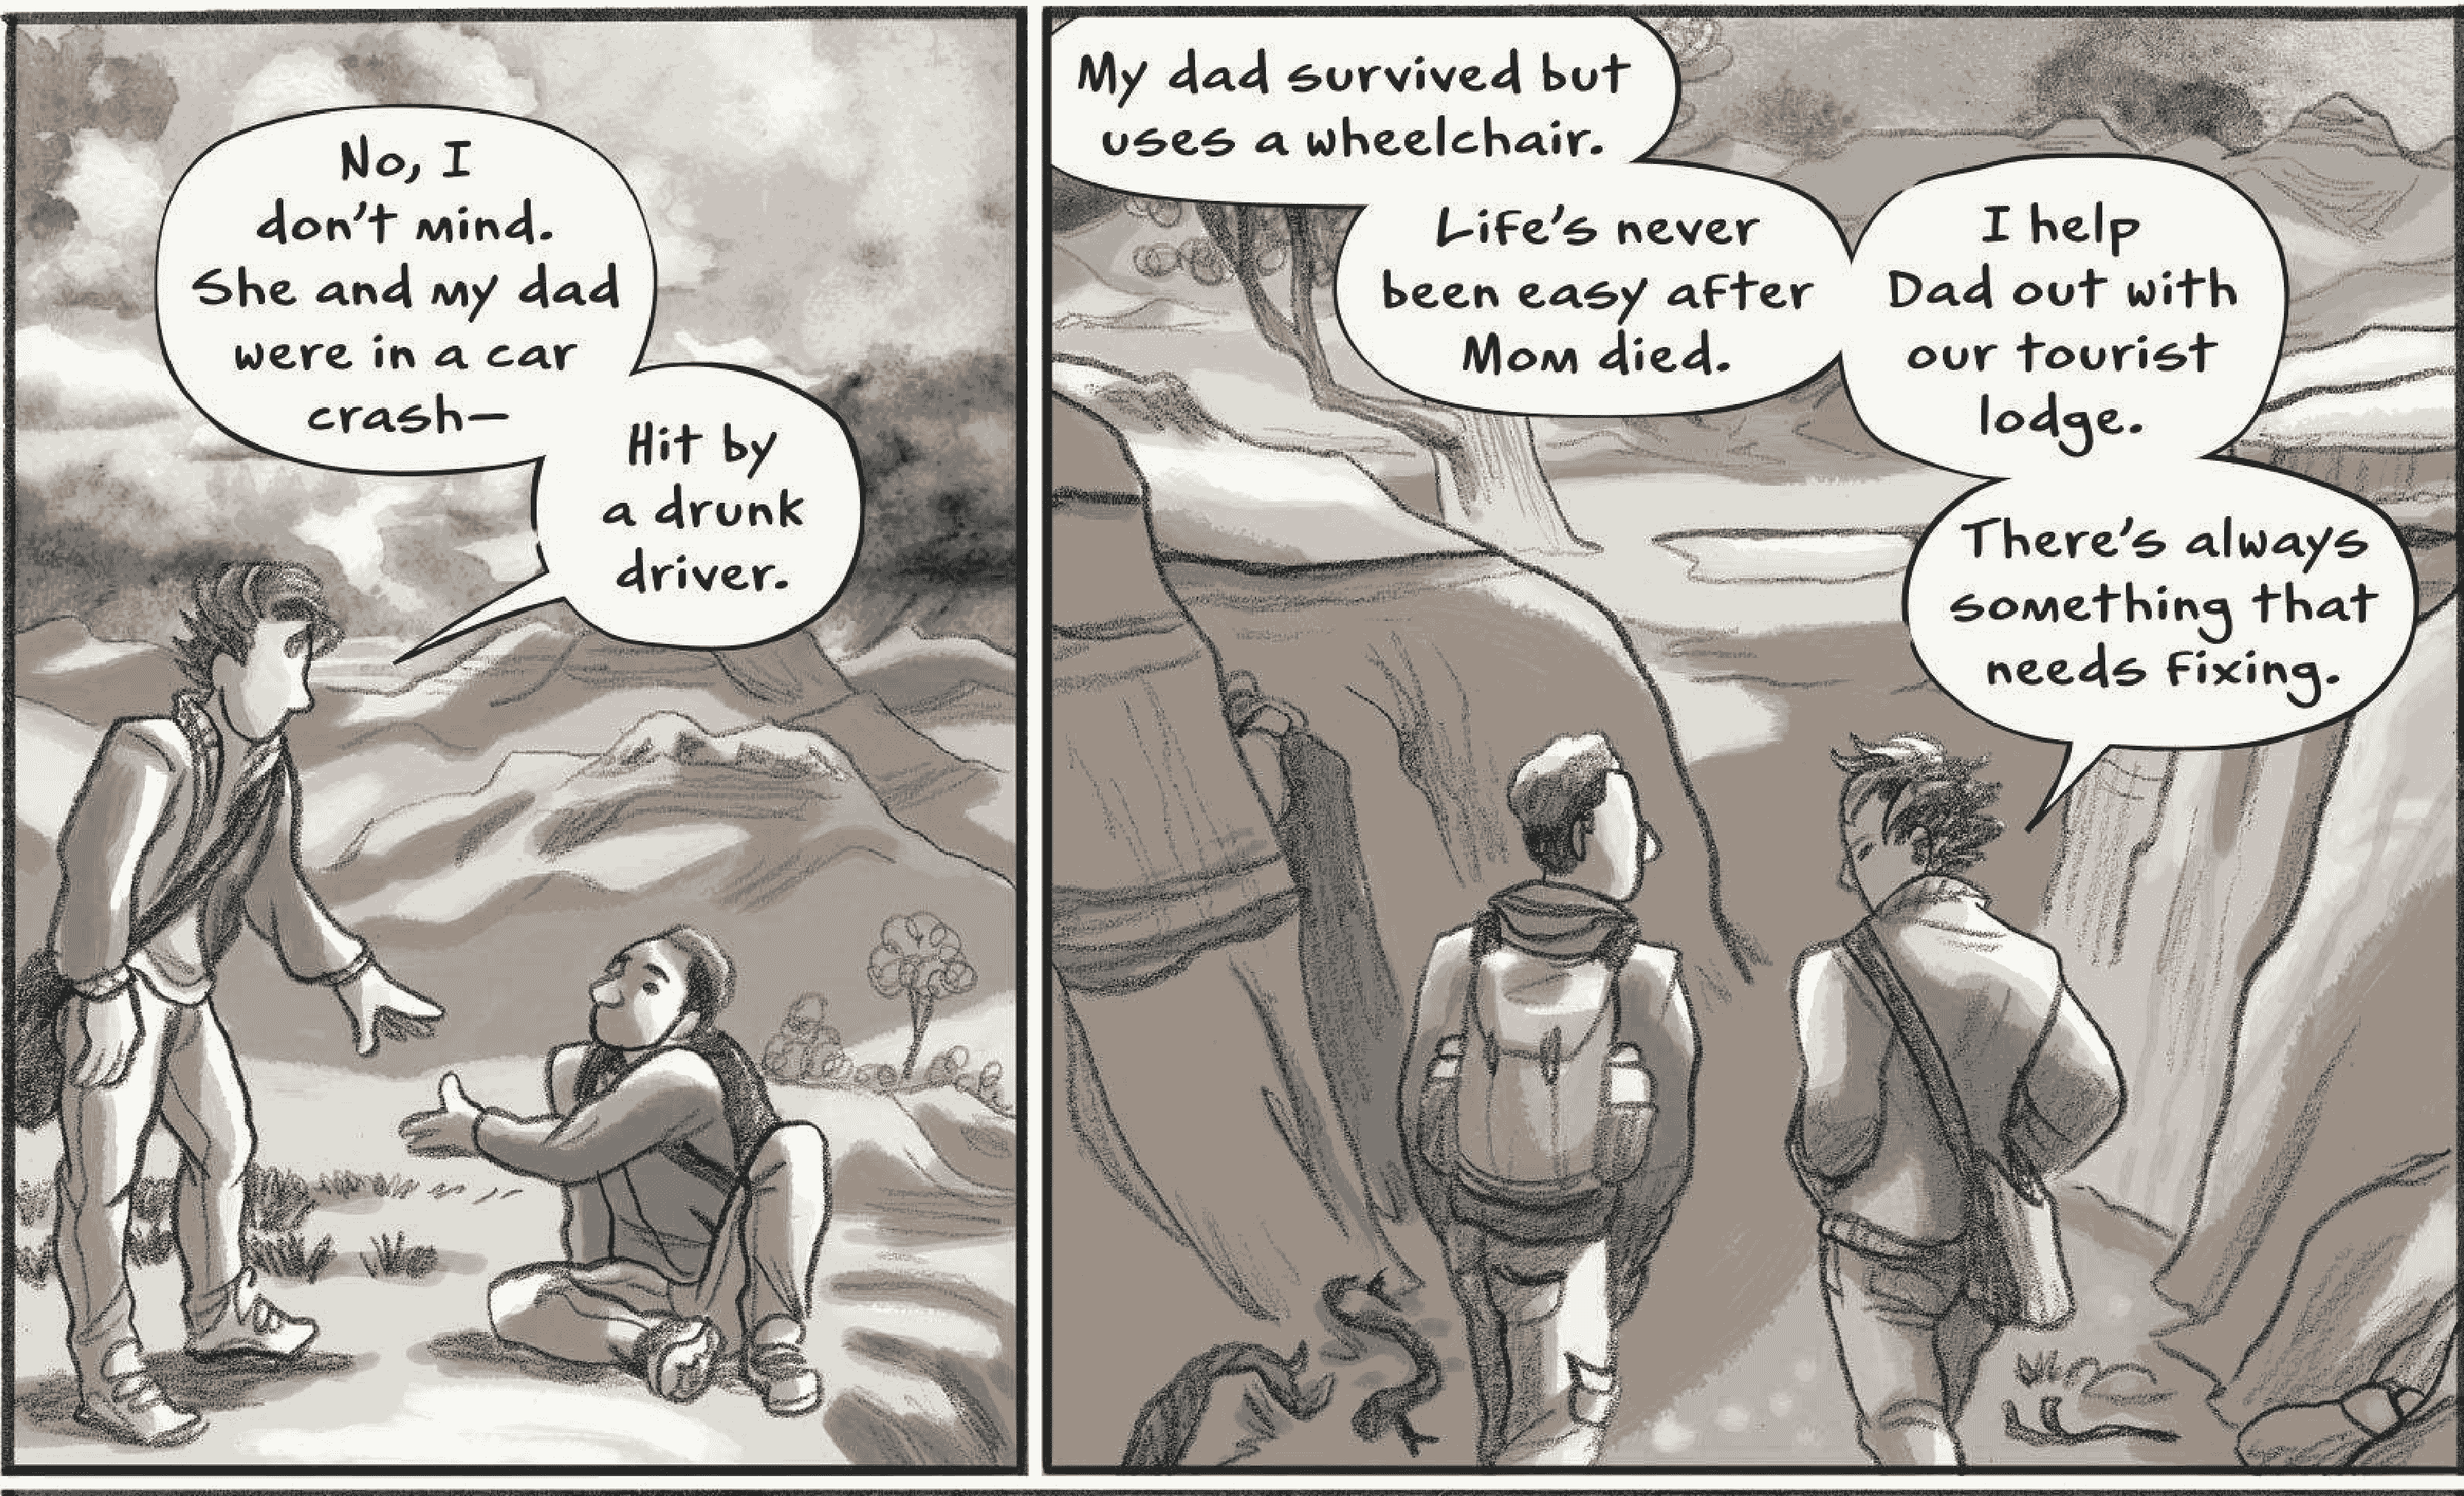 No, I
don't mind.
She and my dad
were in a car
crash—
Hit by
a drunk
driver.
My dad survived but
uses a wheelchair.
Life's never
been easy after
Mom died.
I help
Dad out with
our tourist
lodge.
There's always
something that
needs fixing.